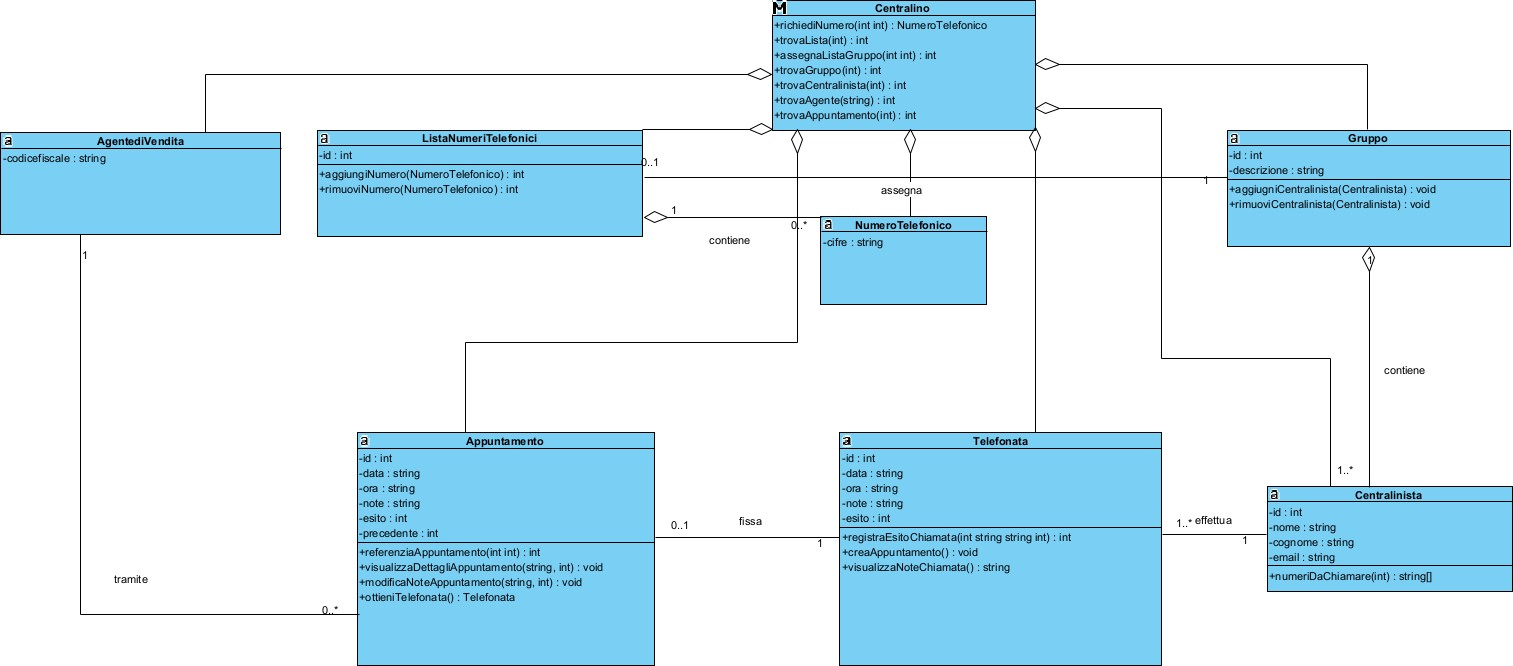 M
Centralino
+richiediNumero(int int) : NumeroTelefonico
+trovaLista(int) : int
+assegnaListaGruppo(int int) : int
+trovaGruppo(int) : int
+trovaCentralinista(int) : int
+trovaAgente(string) : int
+trovaAppuntamento(int) : int
a
AgentediVendita
-codicefiscale : string
a
ListaNumeriTelefonici
-id : int
+aggiungiNumero(NumeroTelefonico) : int
+rimuoviNumero(NumeroTelefonico) : int
a
Gruppo
-id : int
-descrizione : string
+aggiugniCentralinista(Centralinista) : void
+rimuoviCentralinista(Centralinista) : void
0..1
assegna
1
1
contiene
0..*
a
NumeroTelefonico
-cifre : string
1
1
contiene
1..*
a
Appuntamento
-id : int
-data : string
-ora : string
-note : string
-esito : int
-precedente : int
+referenziaAppuntamento(int int) : int
+visualizzaDettagliAppuntamento(string, int) : void
+modificaNoteAppuntamento(string, int) : void
+ottieniTelefonata() : Telefonata
0..1
fissa
1
a
Telefonata
-id : int
-data : string
-ora : string
-note : string
-esito : int
+registraEsitoChiamata(int string string int) : int
+creaAppuntamento() : void
+visualizzaNoteChiamata() : string
1..*
effettua
1
a
Centralinista
-id : int
-nome : string
-cognome : string
-email : string
+numeriDaChiamare(int) : string[]
tramite
0..*